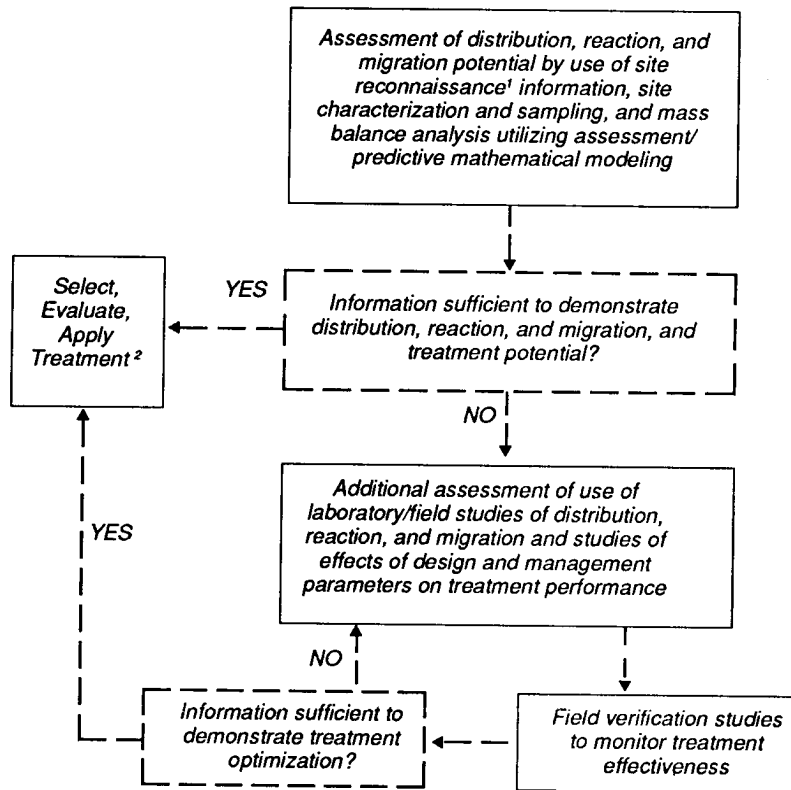 Assessment of distribution, reaction, and
migration potential by use of site
reconnaissance¹ information, site
characterization and sampling, and mass
balance analysis utilizing assessment/
predictive mathematical modeling
Select,
Evaluate,
Apply
Treatment ²
YES
Information sufficient to demonstrate
distribution, reaction, and migration, and
treatment potential?
NO
Additional assessment of use of
laboratory/field studies of distribution,
reaction, and migration and studies of
effects of design and management
parameters on treatment performance
YES
NO
Information sufficient to
demonstrate treatment
optimization?
Field verification studies
to monitor treatment
effectiveness